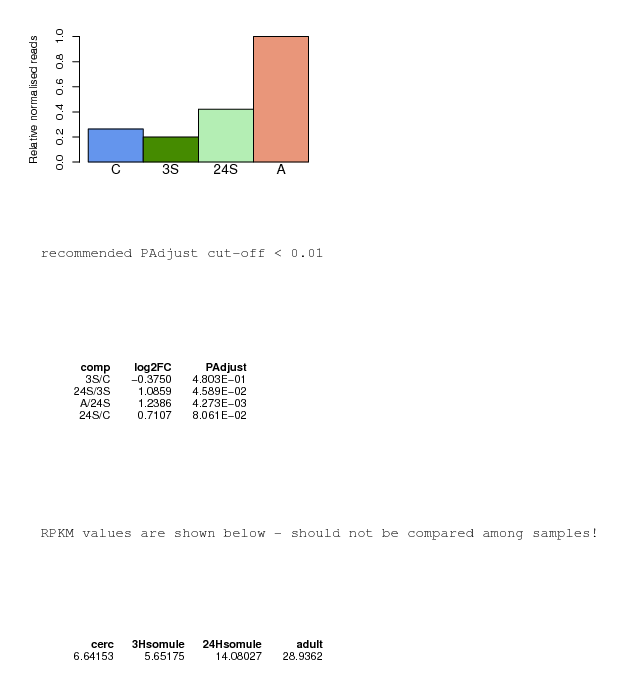 Relative normalised reads
1.0
0.8
0.6
0.4
0.2
0.0
C 3S 24S A
recommended PAdjust cut-off < 0.01
comp log2FC PAdjust
3S/C −0.3750 4.803E−01
24S/3S 1.0859 4.589E−02
A/24S 1.2386 4.273E−03
24S/C 0.7107 8.061E−02
RPKM values are shown below - should not be compared among samples!
cerc 3Hsomule 24Hsomule adult
6.64153 5.65175 14.08027 28.9362